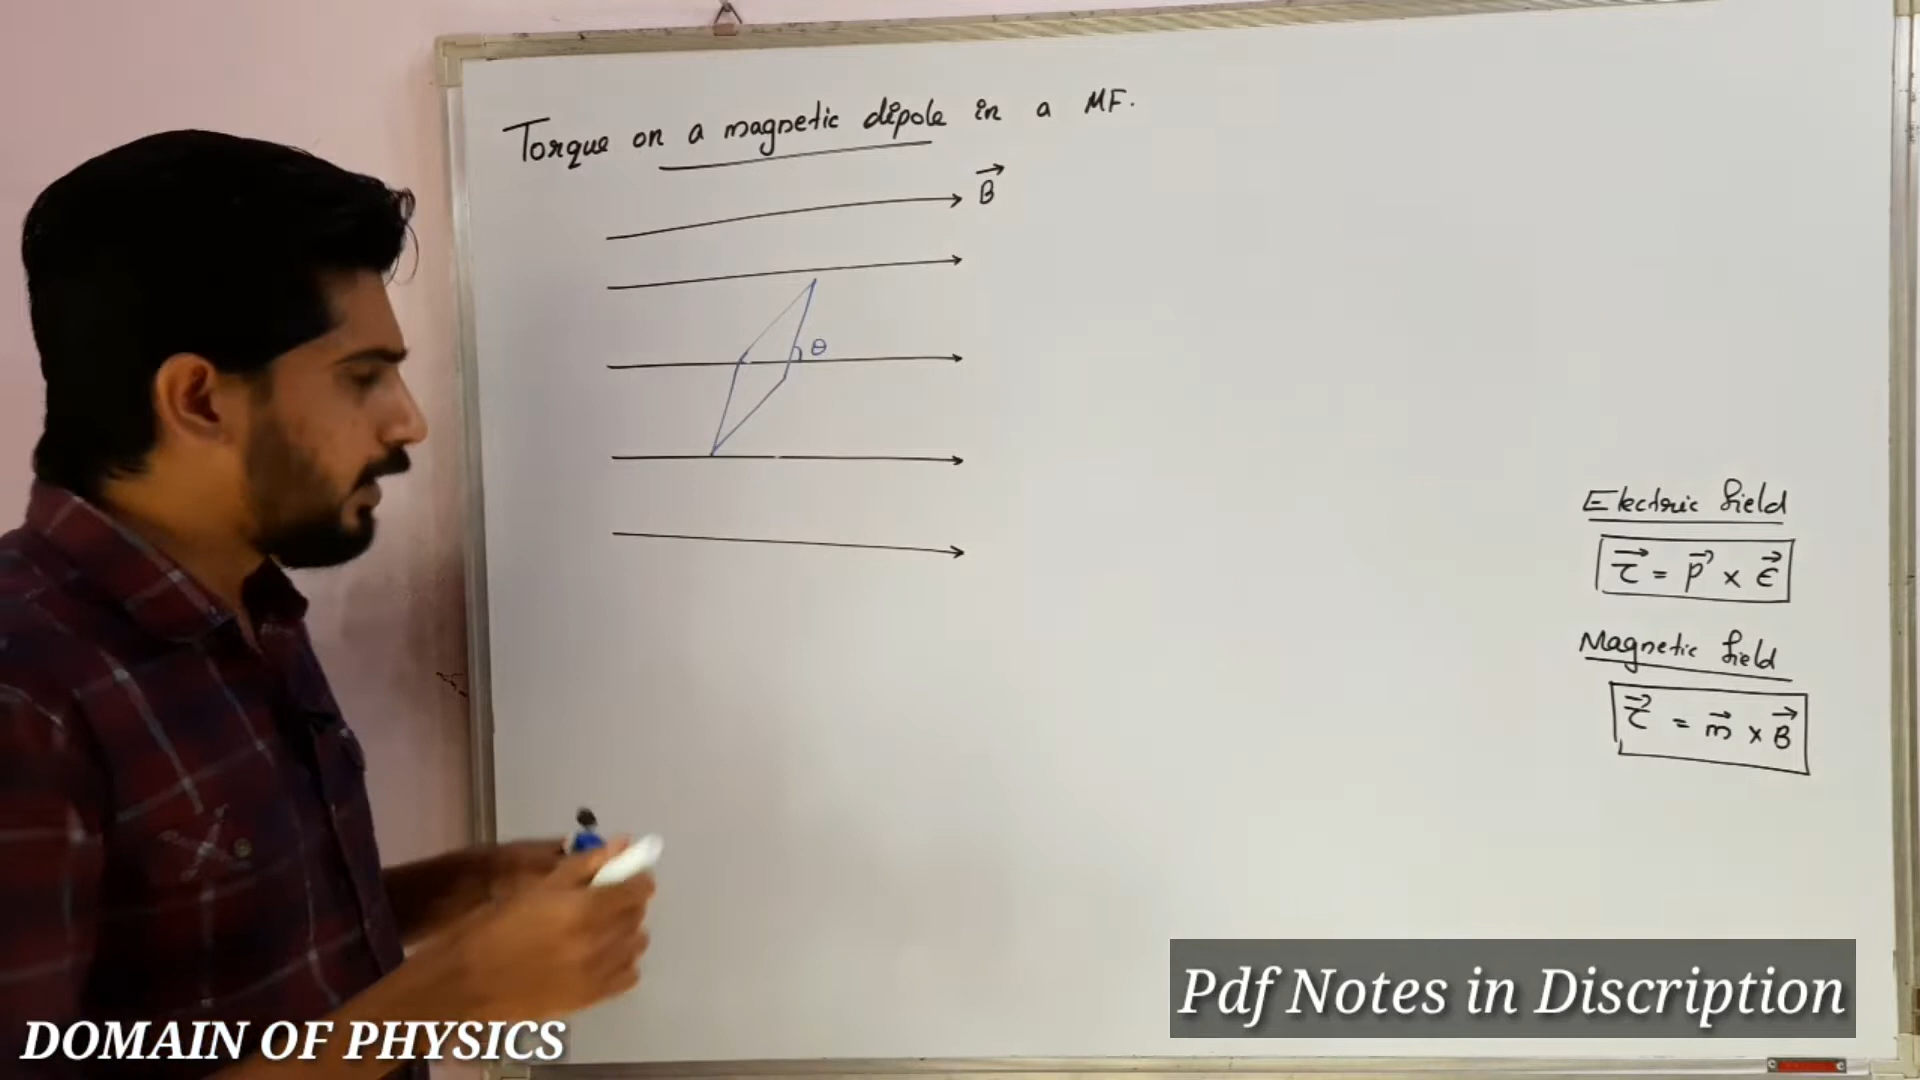 Torque on a magnetic dipole in a MF.
B⃗
θ
Electric field
τ⃗ = p⃗ × E⃗
Magnetic field
τ⃗ = m⃗ × B⃗
Pdf Notes in Discription
DOMAIN OF PHYSICS